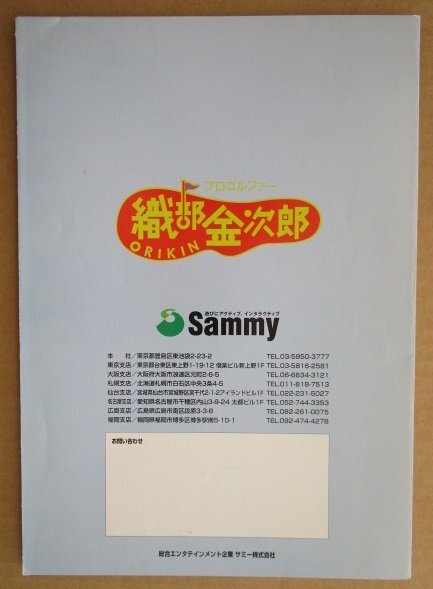 プロゴルファー
織部金次郎
ORIKIN
遊びにアクティブ、インタラクティブ
Sammy
本　社／東京都豊島区東池袋2-23-2 TEL.03-5950-3777
東京支店／東京都台東区東上野1-19-12 偕楽ビル新上野1F TEL.03-5816-2581
大阪支店／大阪府大阪市浪速区元町2-6-5 TEL.06-6634-3121
札幌支店／北海道札幌市白石区中央3条4-5 TEL.011-818-7513
仙台支店／宮城県仙台市宮城野区宮千代2-1-27アイランドビル1F TEL.022-231-5027
名古屋支店／愛知県名古屋市千種区内山3-9-24 太郎ビル1F TEL.052-744-3353
広島支店／広島県広島市南区段原3-3-8 TEL.082-261-0075
福岡支店／福岡県福岡市博多区博多駅南5-10-1 TEL.092-474-4278
お問い合わせ
総合エンタテインメント企業 サミー株式会社